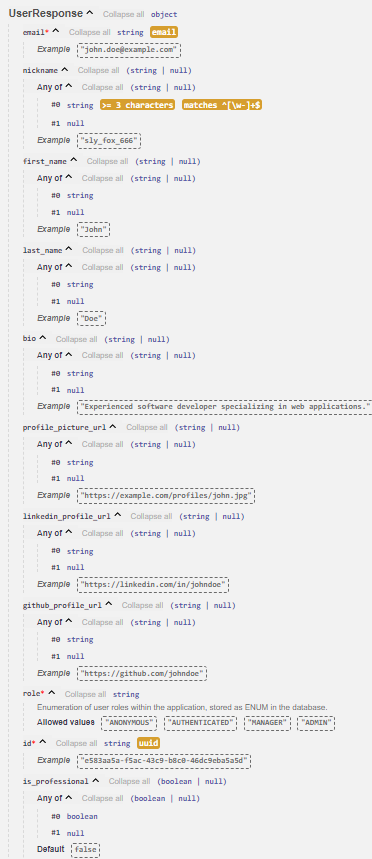 UserResponse Collapse all object
email* Collapse all string email
Example "john.doe@example.com"
nickname Collapse all (string | null)
Any of Collapse all (string | null)
#0 string >= 3 characters matches ^[\w-]+$
#1 null
Example "sly_fox_666"
first_name Collapse all (string | null)
Any of Collapse all (string | null)
#0 string
#1 null
Example "John"
last_name Collapse all (string | null)
Any of Collapse all (string | null)
#0 string
#1 null
Example "Doe"
bio Collapse all (string | null)
Any of Collapse all (string | null)
#0 string
#1 null
Example "Experienced software developer specializing in web applications."
profile_picture_url Collapse all (string | null)
Any of Collapse all (string | null)
#0 string
#1 null
Example "https://example.com/profiles/john.jpg"
linkedin_profile_url Collapse all (string | null)
Any of Collapse all (string | null)
#0 string
#1 null
Example "https://linkedin.com/in/johndoe"
github_profile_url Collapse all (string | null)
Any of Collapse all (string | null)
#0 string
#1 null
Example "https://github.com/johndoe"
role* Collapse all string
Enumeration of user roles within the application, stored as ENUM in the database.
Allowed values "ANONYMOUS" "AUTHENTICATED" "MANAGER" "ADMIN"
id* Collapse all string uuid
Example "e583aa5a-f5ac-43c9-b8c0-46dc9eba5a5d"
is_professional Collapse all (boolean | null)
Any of Collapse all (boolean | null)
#0 boolean
#1 null
Default false